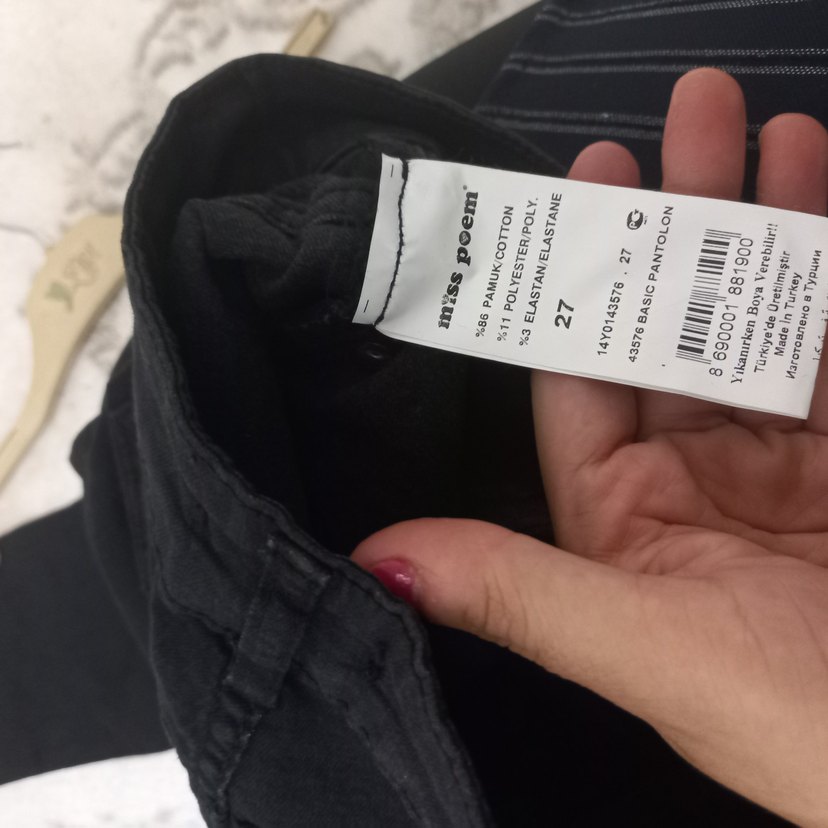 miss poem®
%86 PAMUK/COTTON
%11 POLYESTER/POLY.
%3 ELASTAN/ELASTANE
27
14Y0143576 . 27
43576 BASIC PANTOLON
8 690001 881900
Yıkanırken Boya Verebilir!!
Türkiye'de Üretilmiştir
Made In Turkey
Изготовлено в Турции